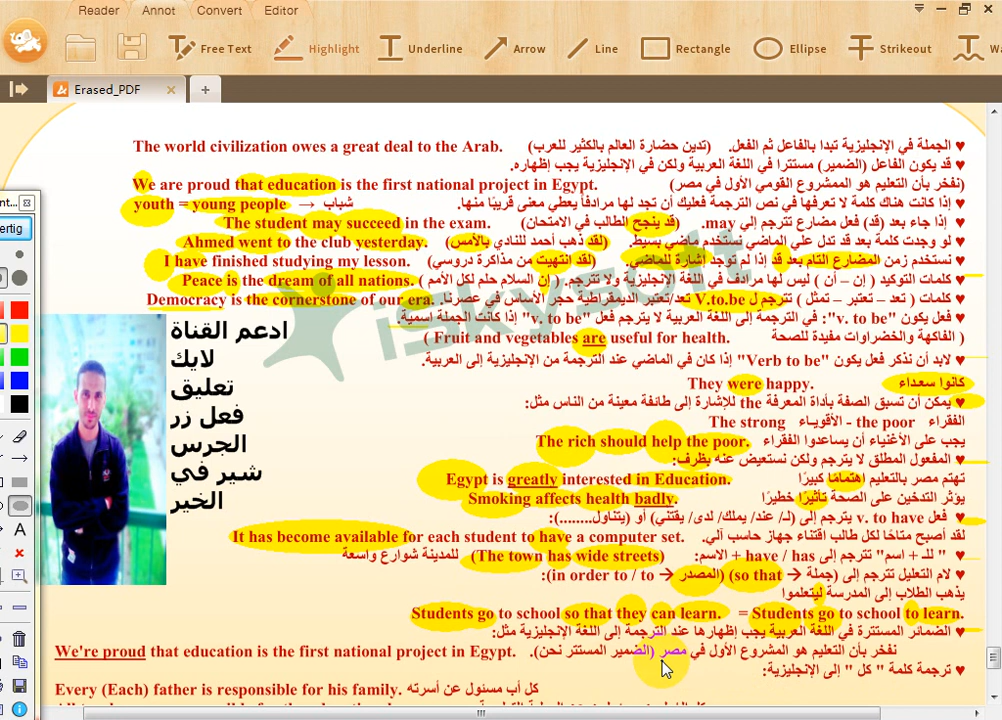 Reader Annot Convert Editor
Free Text Highlight Underline Arrow Line Rectangle Ellipse Strikeout Wa
Erased_PDF
The world civilization owes a great deal to the Arab. ♥ الجملة في الإنجليزية تبدا بالفاعل ثم الفعل. (تدين حضارة العالم بالكثير للعرب)
♥ قد يكون الفاعل (الضمير) مستترا في اللغة العربية ولكن في الإنجليزية يجب إظهاره.
We are proud that education is the first national project in Egypt. (نفخر بأن التعليم هو الممشروع القومي الأول في مصر)
youth = young people → شباب ♥ إذا كانت هناك كلمة لا تعرفها في نص الترجمة فعليك أن تجد لها مرادفاً يعطي معنى قريبًا منها.
The student may succeed in the exam. ♥ إذا جاء بعد (قد) فعل مضارع تترجم إلي may. (قد ينجح الطالب في الامتحان)
Ahmed went to the club yesterday. ♥ لو وجدت كلمة بعد قد تدل علي الماضي نستخدم ماضي بسيط. (لقد ذهب أحمد للنادي بالأمس)
I have finished studying my lesson. ♥ نستخدم زمن المضارع التام بعد قد إذا لم توجد إشارة للماضي. (لقد انتهيت من مذاكرة دروسي)
Peace is the dream of all nations. ♥ كلمات التوكيد ( إن – أن ) ليس لها مرادف في اللغة الإنجليزية ولا تترجم. ( إن السلام حلم لكل الأمم )
Democracy is the cornerstone of our era. ♥ كلمات ( تعد – تعتبر – تمثل ) تترجم ل V.to.be تعد/تعتبر الديمقراطية حجر الأساس في عصرنا.
♥ فعل يكون "v. to be": في الترجمة إلى اللغة العربية لا يترجم فعل "v. to be" إذا كانت الجملة اسمية
( Fruit and vegetables are useful for health. ( الفاكهة والخضراوات مفيدة للصحة
♥ لابد أن نذكر فعل يكون "Verb to be" إذا كان في الماضي عند الترجمة من الإنجليزية إلى العربية.
They were happy. كانوا سعداء
♥ يمكن أن تسبق الصفة بأداة المعرفة the للإشارة إلى طائفة معينة من الناس مثل:
The strong الأقوياء - the poor الفقراء
The rich should help the poor. يجب على الأغنياء أن يساعدوا الفقراء
♥ المفعول المطلق لا يترجم ولكن نستعيض عنه بظرف:
Egypt is greatly interested in Education. تهتم مصر بالتعليم اهتمامًا كبيرًا
Smoking affects health badly. يؤثر التدخين على الصحة تأثيرًا خطيرًا
♥ فعل v. to have يترجم إلى (لـ/ عند/ يملك/ لدى/ يقتني) أو (يتناول........):
It has become available for each student to have a computer set. لقد أصبح متاحًا لكل طالب اقتناء جهاز حاسب آلي.
♥ " للـ + اسم" تترجم إلى have / has + الاسم: (The town has wide streets) للمدينة شوارع واسعة
♥ لام التعليل تترجم إلى (جملة → so that) (المصدر → in order to / to):
يذهب الطلاب إلى المدرسة ليتعلموا
Students go to school so that they can learn. = Students go to school to learn.
♥ الضمائر المستترة في اللغة العربية يجب إظهارها عند الترجمة إلى اللغة الإنجليزية مثل:
We're proud that education is the first national project in Egypt. نفخر بأن التعليم هو المشروع الأول في مصر (الضمير المستتر نحن).
♥ ترجمة كلمة " كل " إلى الإنجليزية:
Every (Each) father is responsible for his family. كل أب مسئول عن أسرته
ادعم القناة
لايك
تعليق
فعل زر
الجرس
شير في
الخير
iSkysoft
nt...
ertig